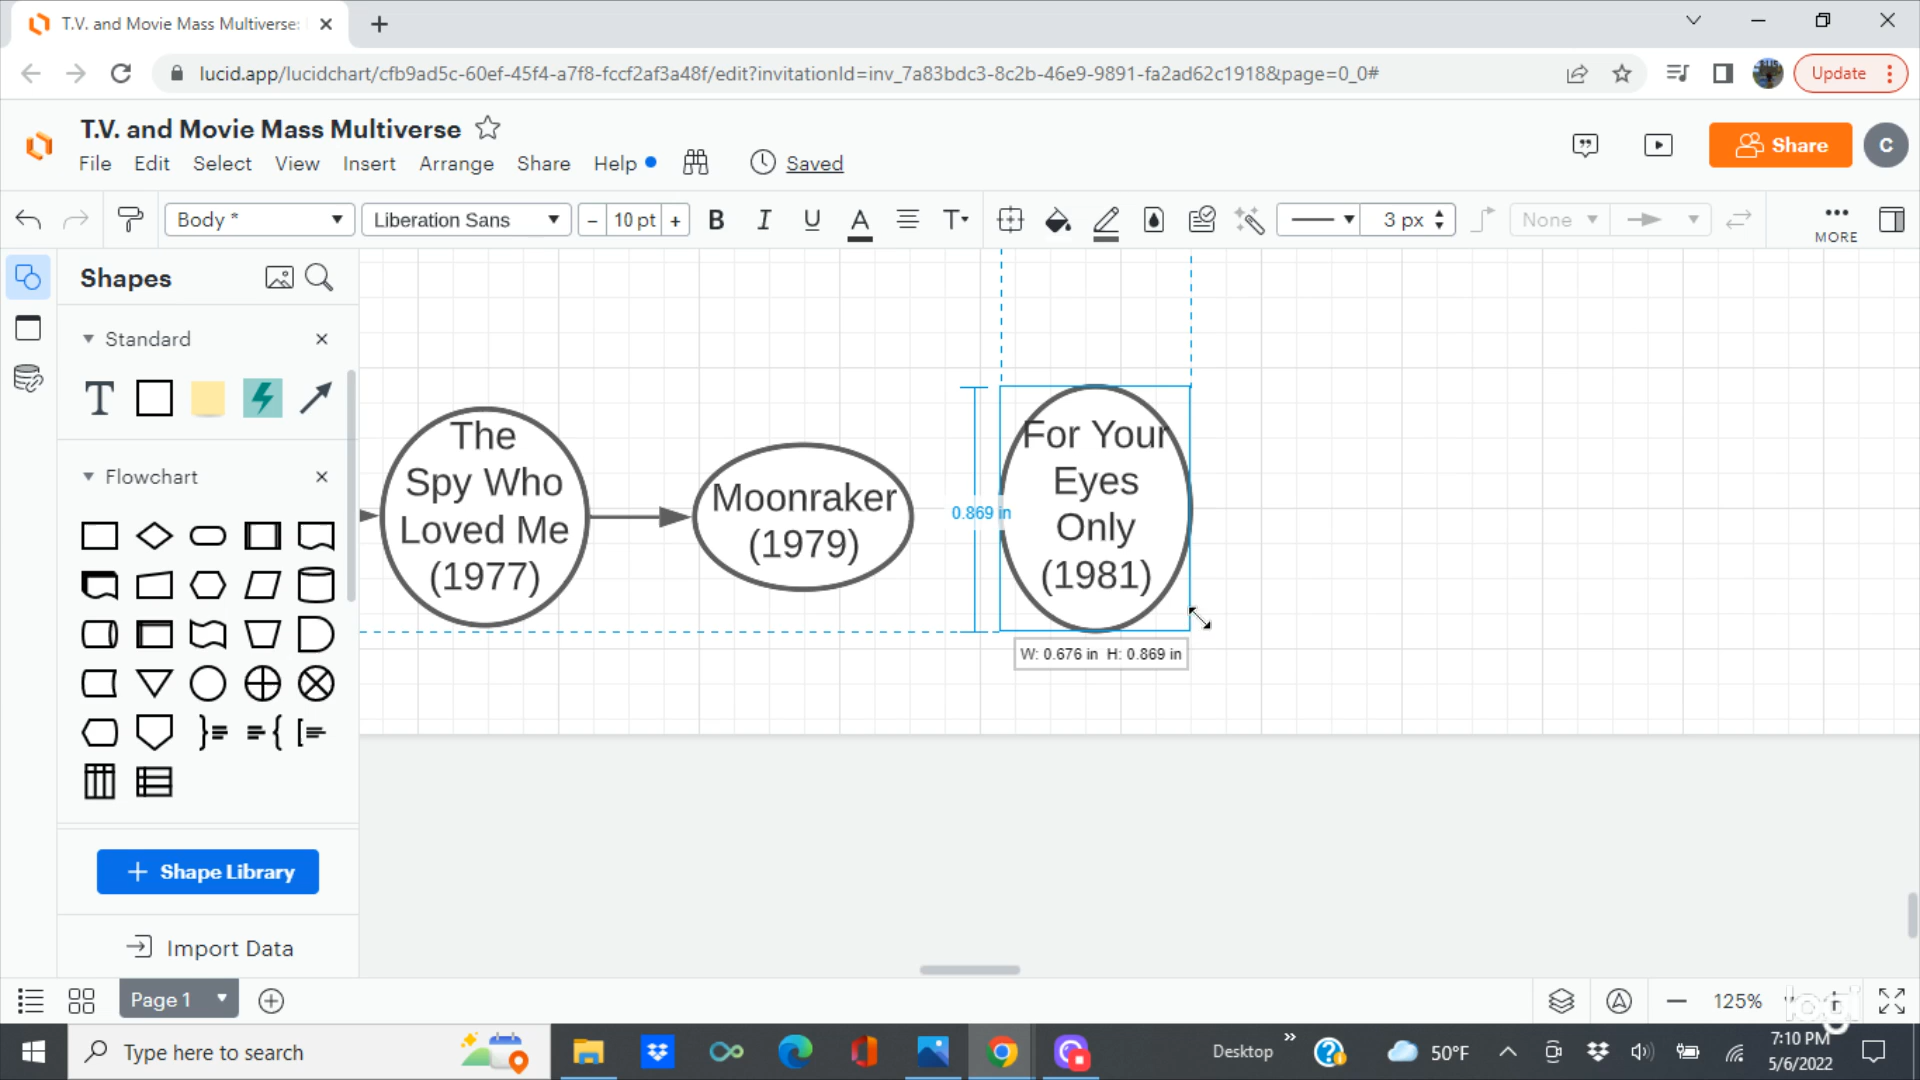 T.V. and Movie Mass Multiverse:
lucid.app/lucidchart/cfb9ad5c-60ef-45f4-a7f8-fccf2af3a48f/edit?invitationId=inv_7a83bdc3-8c2b-46e9-9891-fa2ad62c1918&page=0_0#
Update
T.V. and Movie Mass Multiverse
File Edit Select View Insert Arrange Share Help Saved
Share
C
Body * Liberation Sans − 10 pt + B I U A T 3 px None
MORE
Shapes
Standard
T
Flowchart
Shape Library
Import Data
The
Spy Who
Loved Me
(1977)
Moonraker
(1979)
For Your
Eyes
Only
(1981)
0.869 in
W: 0.676 in H: 0.869 in
Page 1
125%
logi
Type here to search
Desktop
50°F
7:10 PM
5/6/2022